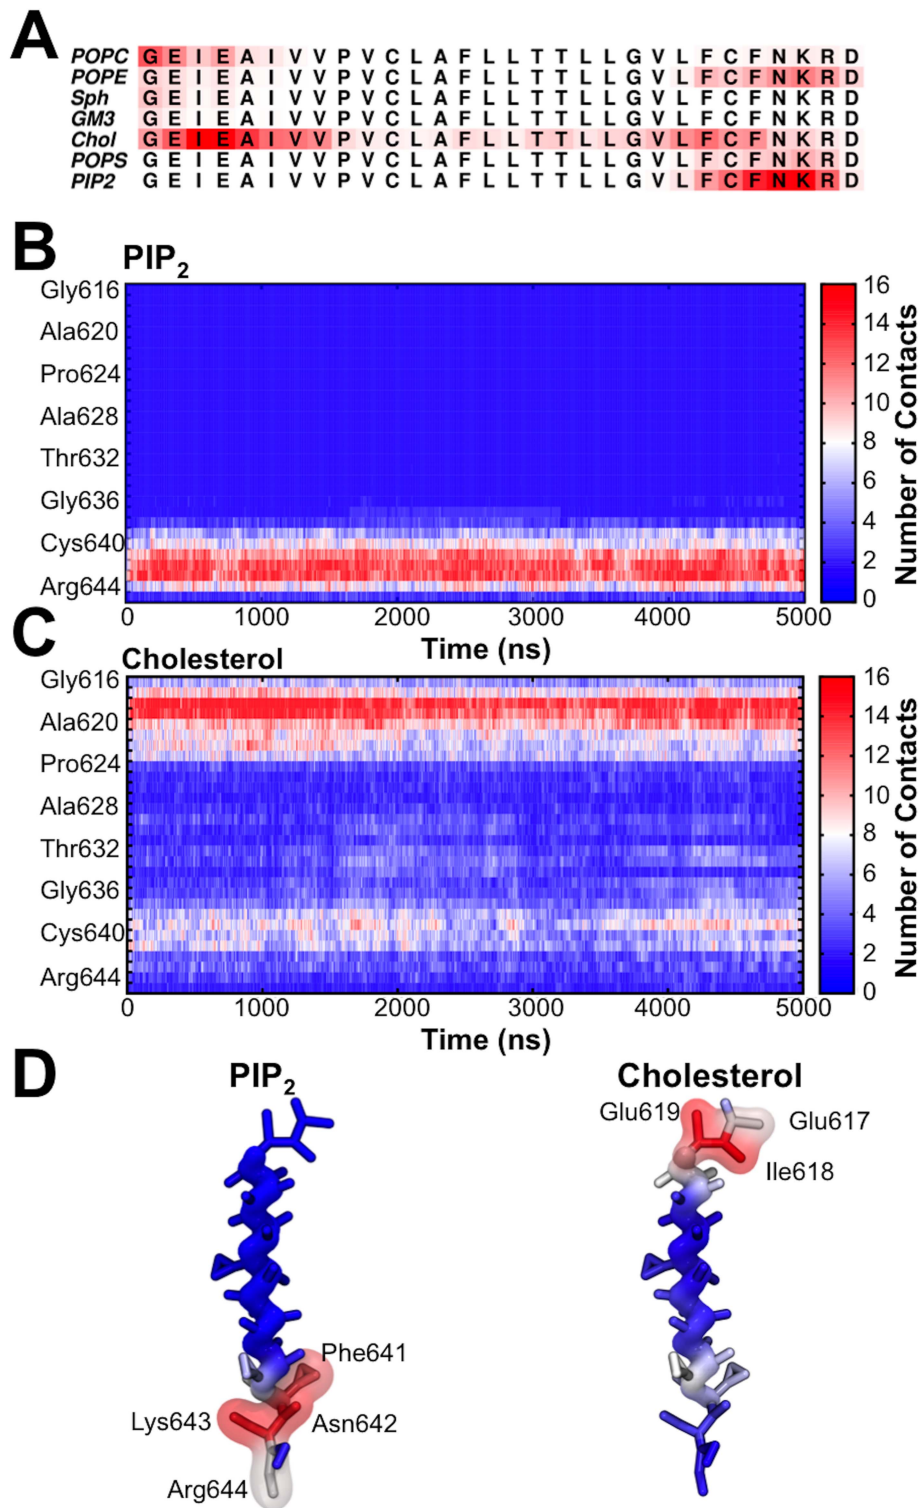 A
POPC G E I E A I V V P V C L A F L L T T L L G V L F C F N K R D
POPE G E I E A I V V P V C L A F L L T T L L G V L F C F N K R D
Sph G E I E A I V V P V C L A F L L T T L L G V L F C F N K R D
GM3 G E I E A I V V P V C L A F L L T T L L G V L F C F N K R D
Chol G E I E A I V V P V C L A F L L T T L L G V L F C F N K R D
POPS G E I E A I V V P V C L A F L L T T L L G V L F C F N K R D
PIP2 G E I E A I V V P V C L A F L L T T L L G V L F C F N K R D
B
PIP2
Gly616
Ala620
Pro624
Ala628
Thr632
Gly636
Cys640
Arg644
0 1000 2000 3000 4000 5000
Time (ns)
16
14
12
10
8
6
4
2
0
Number of Contacts
C
Cholesterol
Gly616
Ala620
Pro624
Ala628
Thr632
Gly636
Cys640
Arg644
0 1000 2000 3000 4000 5000
Time (ns)
16
14
12
10
8
6
4
2
0
Number of Contacts
D
PIP2
Phe641
Lys643
Asn642
Arg644
Cholesterol
Glu619
Glu617
Ile618